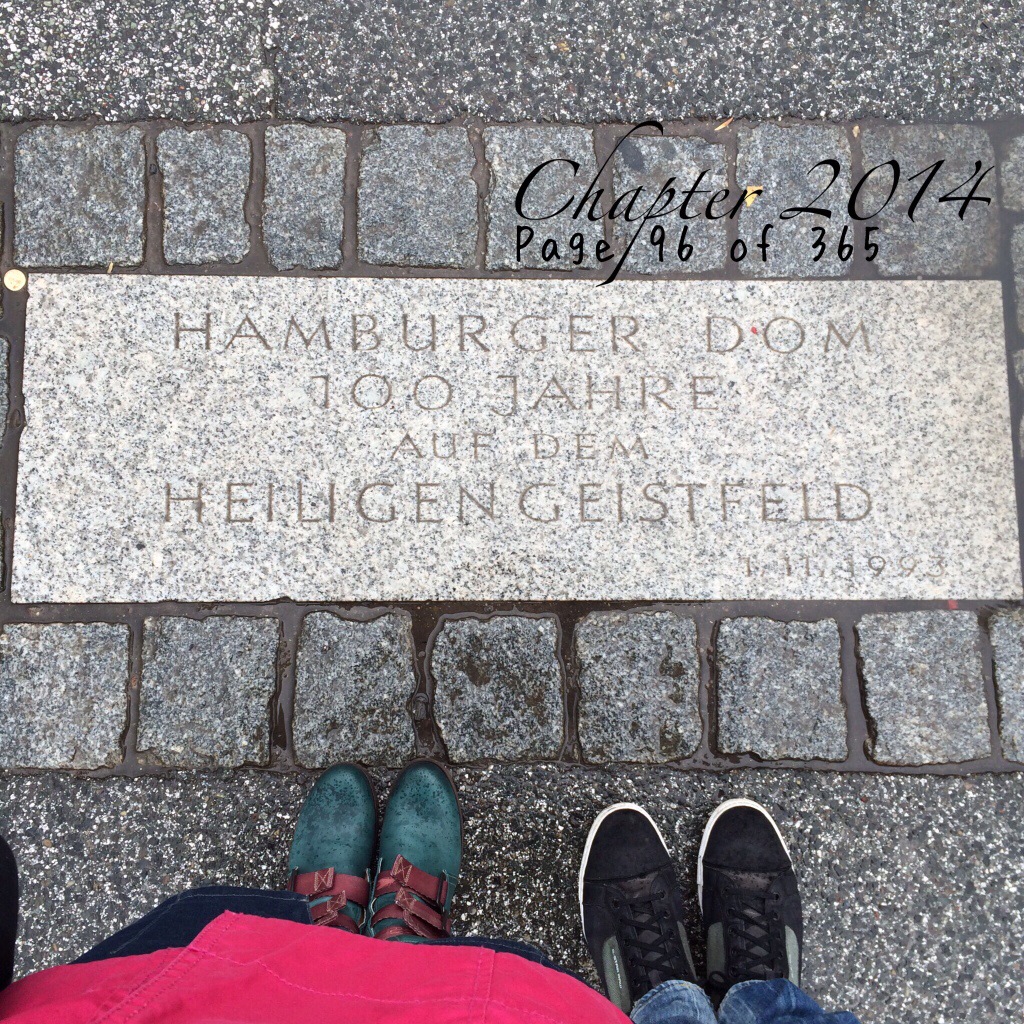 Chapter 2014
Page 96 of 365
HAMBURGER DOM
100 JAHRE
AUF DEM
HEILIGENGEISTFELD
1.11.1993